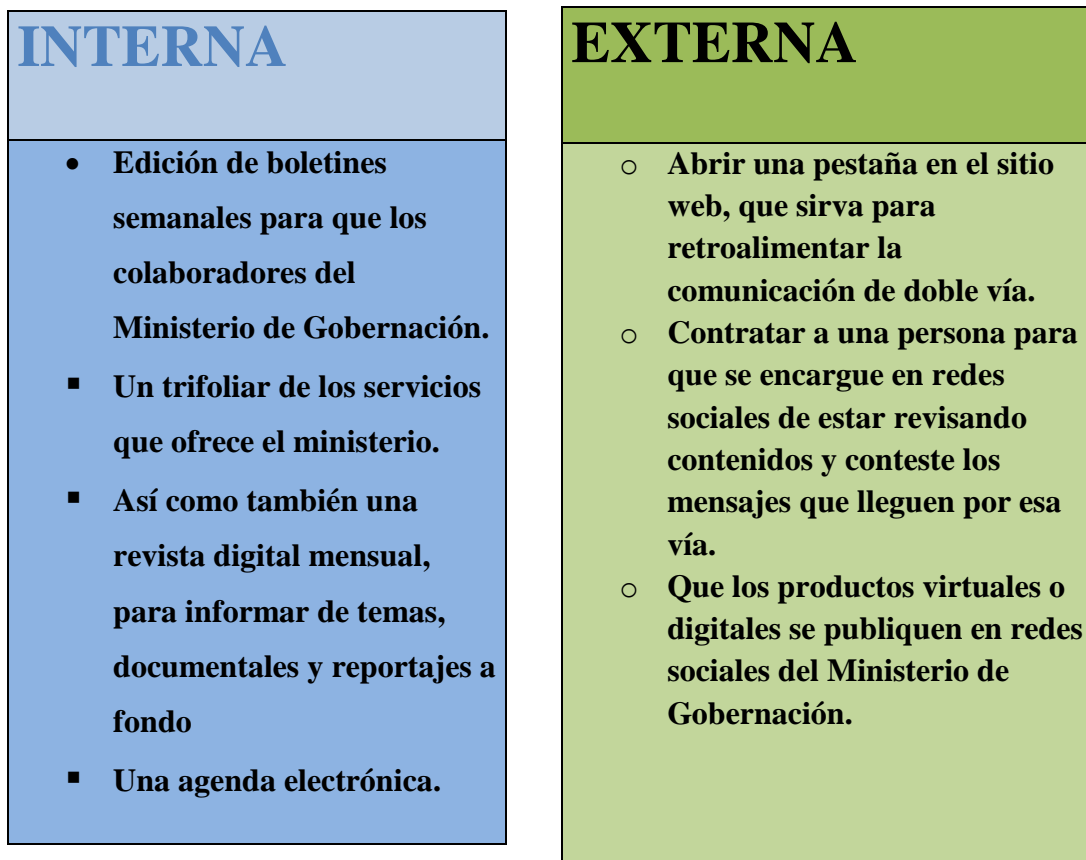 INTERNA
• Edición de boletines
semanales para que los
colaboradores del
Ministerio de Gobernación.
▪ Un trifoliar de los servicios
que ofrece el ministerio.
▪ Así como también una
revista digital mensual,
para informar de temas,
documentales y reportajes a
fondo
▪ Una agenda electrónica.
EXTERNA
o Abrir una pestaña en el sitio
web, que sirva para
retroalimentar la
comunicación de doble vía.
o Contratar a una persona para
que se encargue en redes
sociales de estar revisando
contenidos y conteste los
mensajes que lleguen por esa
vía.
o Que los productos virtuales o
digitales se publiquen en redes
sociales del Ministerio de
Gobernación.